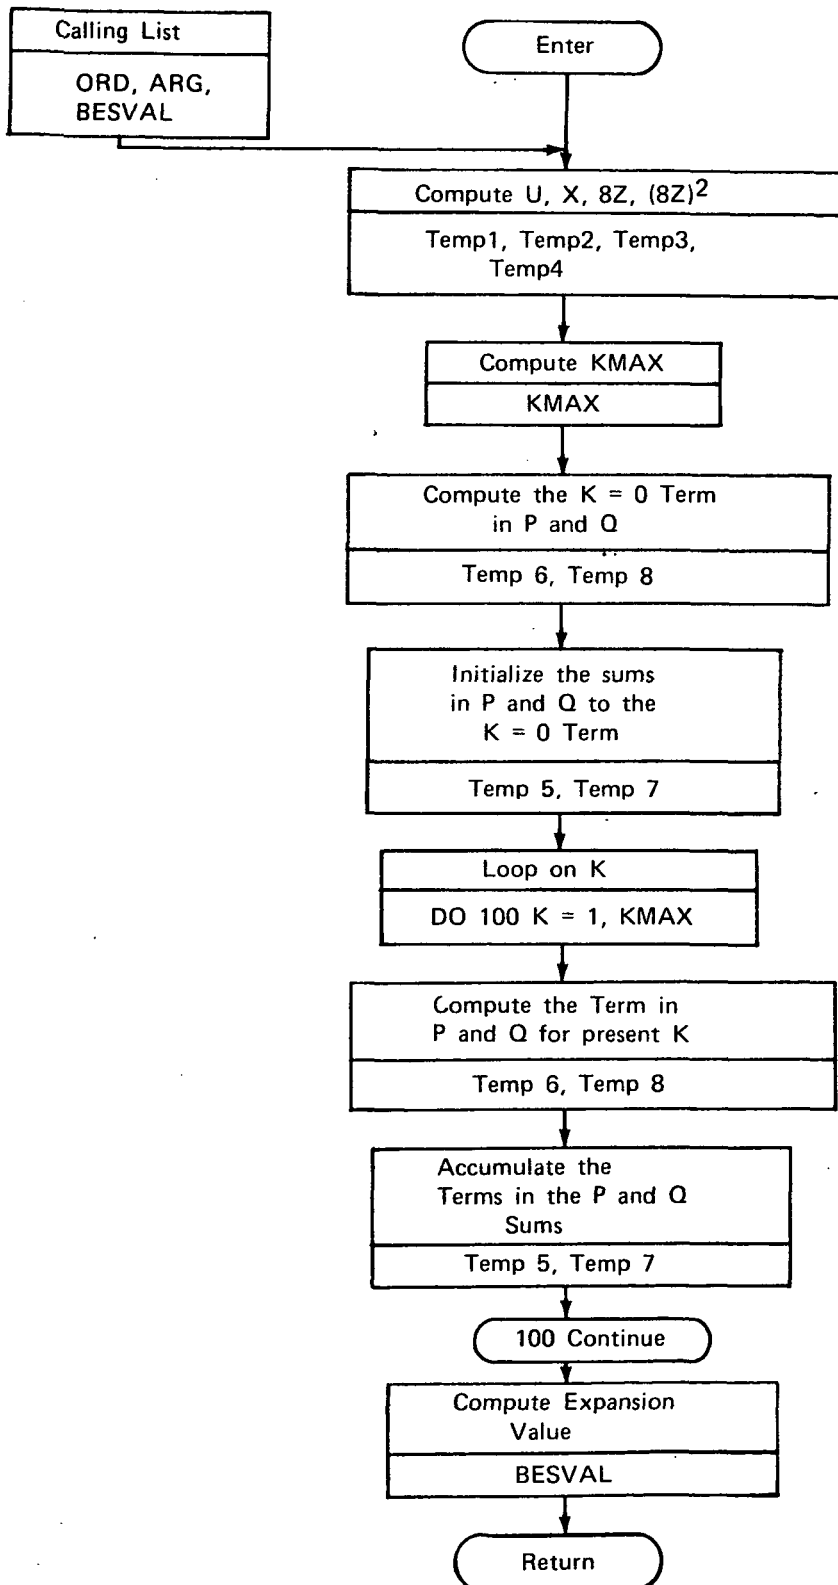 Calling List
ORD, ARG,
BESVAL
Enter
Compute U, X, 8Z, (8Z)²
Temp1, Temp2, Temp3,
Temp4
Compute KMAX
KMAX
Compute the K = 0 Term
in P and Q
Temp 6, Temp 8
Initialize the sums
in P and Q to the
K = 0 Term
Temp 5, Temp 7
Loop on K
DO 100 K = 1, KMAX
Compute the Term in
P and Q for present K
Temp 6, Temp 8
Accumulate the
Terms in the P and Q
Sums
Temp 5, Temp 7
100 Continue
Compute Expansion
Value
BESVAL
Return